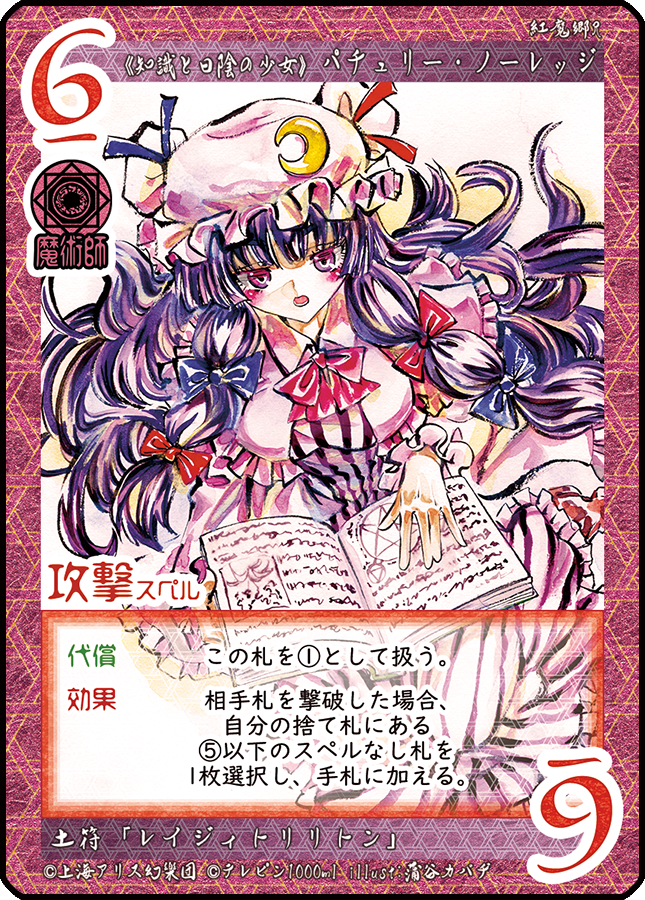 6
紅魔郷
《知識と日陰の少女》 パチュリー・ノーレッジ
魔術師
攻撃スペル
代償 この札を①として扱う。
効果 相手札を撃破した場合、
自分の捨て札にある
⑤以下のスペルなし札を
1枚選択し、手札に加える。
6
土符「レイジィトリリトン」
©上海アリス幻樂団 ©テレピン1000ml illust:蒲谷カバヂ